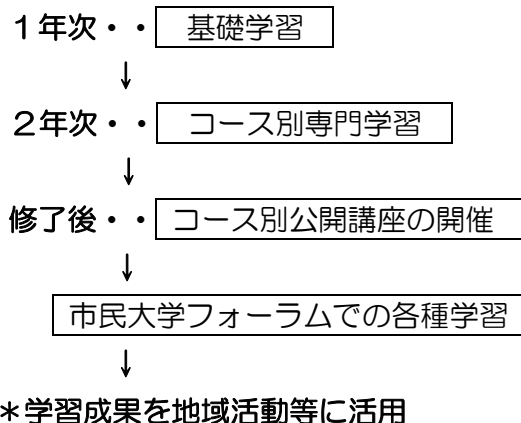 １年次・・ 基礎学習
↓
２年次・・ コース別専門学習
↓
修了後・・ コース別公開講座の開催
↓
市民大学フォーラムでの各種学習
↓
＊学習成果を地域活動等に活用